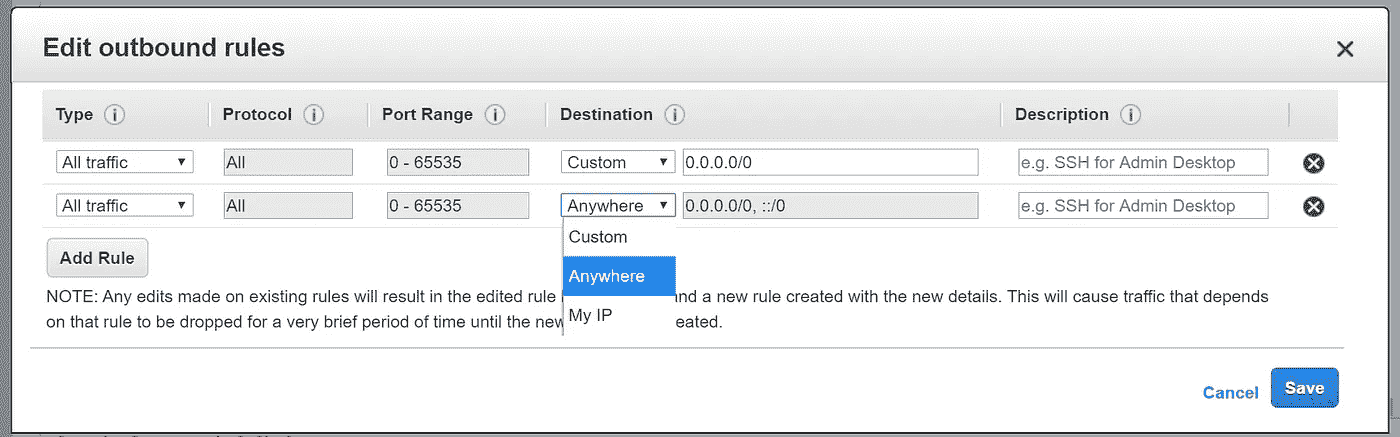 Edit outbound rules
Type Protocol Port Range Destination Description
All traffic All 0 - 65535 Custom 0.0.0.0/0 e.g. SSH for Admin Desktop
All traffic All 0 - 65535 Anywhere 0.0.0.0/0, ::/0 e.g. SSH for Admin Desktop
Custom
Add Rule
Anywhere
NOTE: Any edits made on existing rules will result in the edited rule nd a new rule created with the new details. This will cause traffic that depends
My IP
on that rule to be dropped for a very brief period of time until the new eated.
Cancel Save